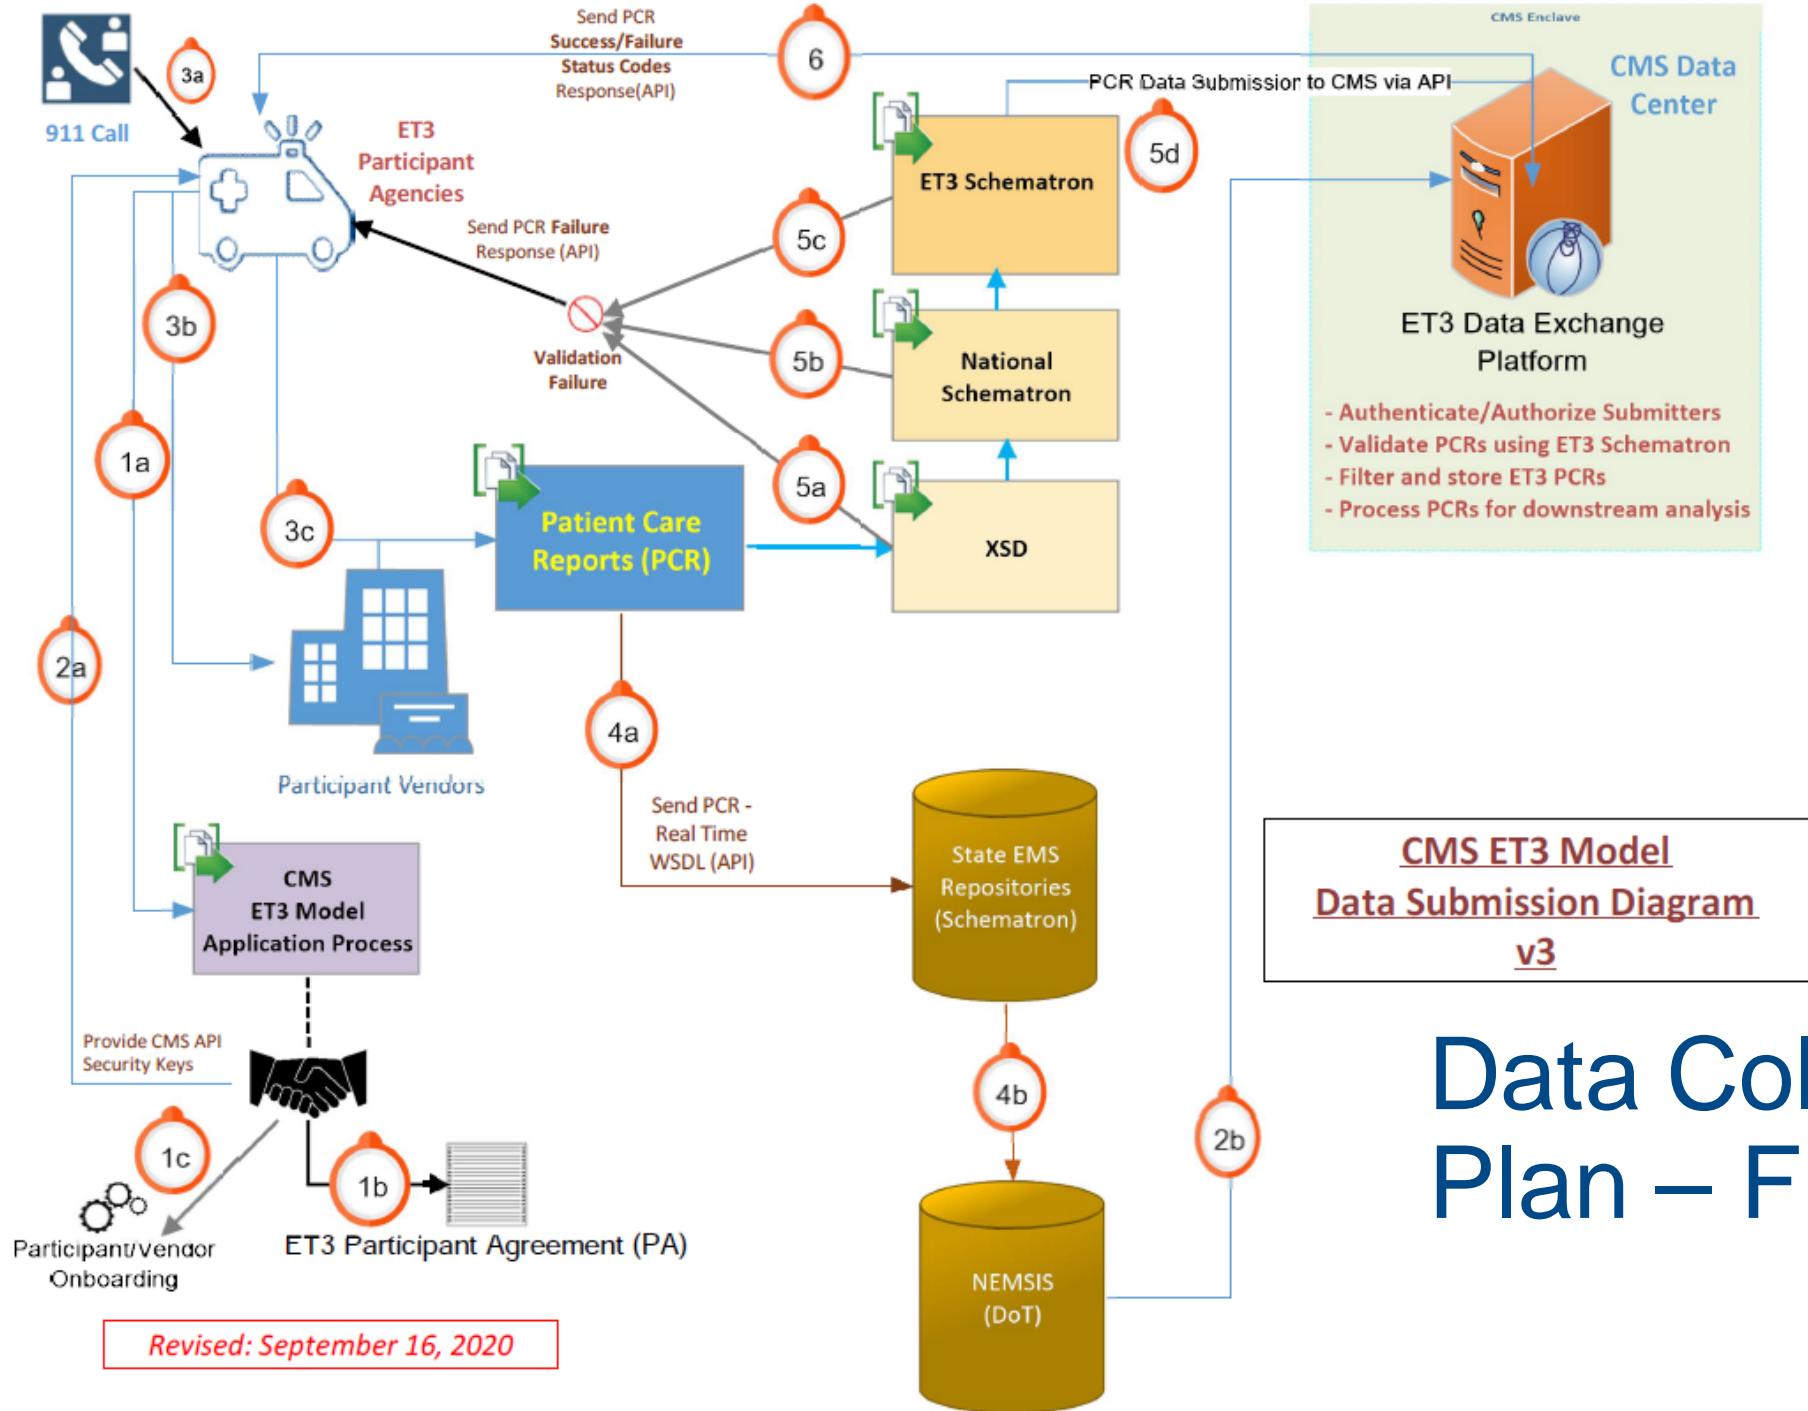 CMS Enclave
Send PCR
Success/Failure
Status Codes
Response(API)
6
3a
911 Call
CMS Data
Center
PCR Data Submission to CMS via API
ET3
Participant
Agencies
5d
ET3 Schematron
Send PCR Failure
Response (API)
5c
3b
Validation
Failure
5b
National
Schematron
ET3 Data Exchange
Platform
- Authenticate/Authorize Submitters
- Validate PCRs using ET3 Schematron
- Filter and store ET3 PCRs
- Process PCRs for downstream analysis
1a
5a
3c
Patient Care
Reports (PCR)
XSD
2a
4a
Participant Vendors
Send PCR -
Real Time
WSDL (API)
State EMS
Repositories
(Schematron)
CMS ET3 Model
Data Submission Diagram
v3
CMS
ET3 Model
Application Process
Provide CMS API
Security Keys
4b
2b
Data Col
Plan – F
1c
1b
Participant/Vendor
Onboarding
ET3 Participant Agreement (PA)
NEMSIS
(DoT)
Revised: September 16, 2020